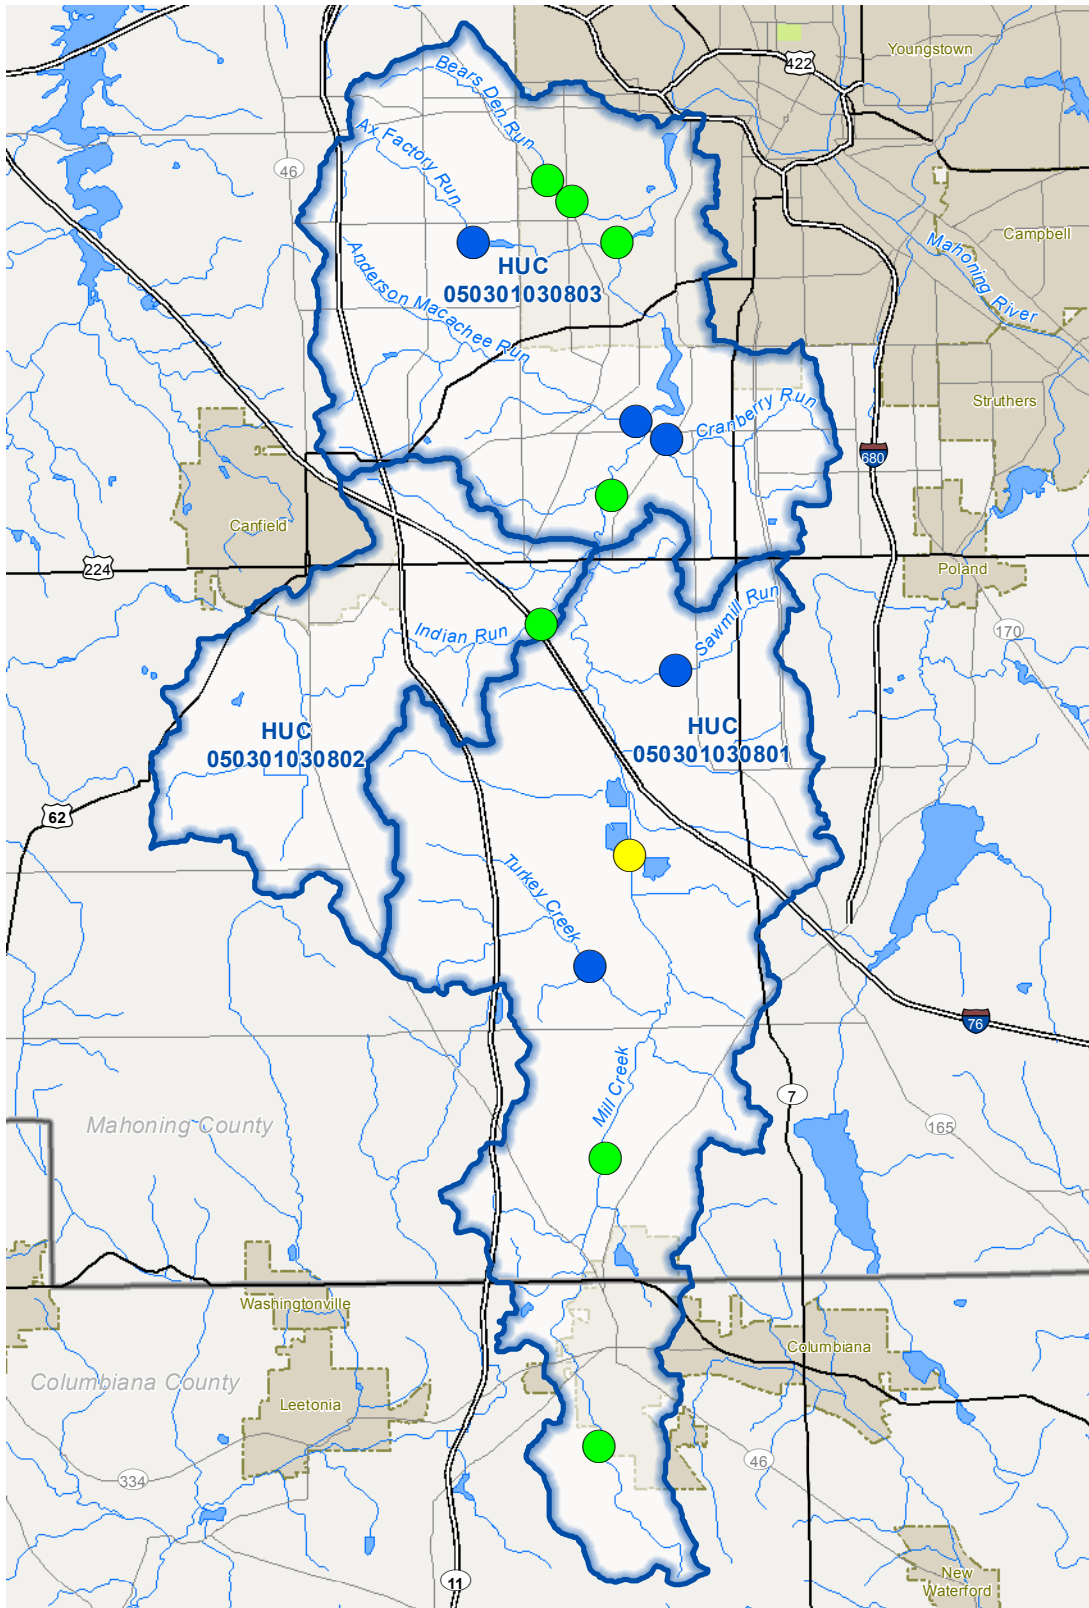 Youngstown
422
Bears Den Run
Ax Factory Run
46
Campbell
Mahoning River
HUC
050301030803
Anderson Macachee Run
Struthers
Cranberry Run
680
Canfield
224
Poland
Sawmill Run
170
Indian Run
HUC
050301030802
HUC
050301030801
62
Turkey Creek
76
Mill Creek
7
Mahoning County
165
Washingtonville
Columbiana
Columbiana County
Leetonia
46
334
11
New
Waterford